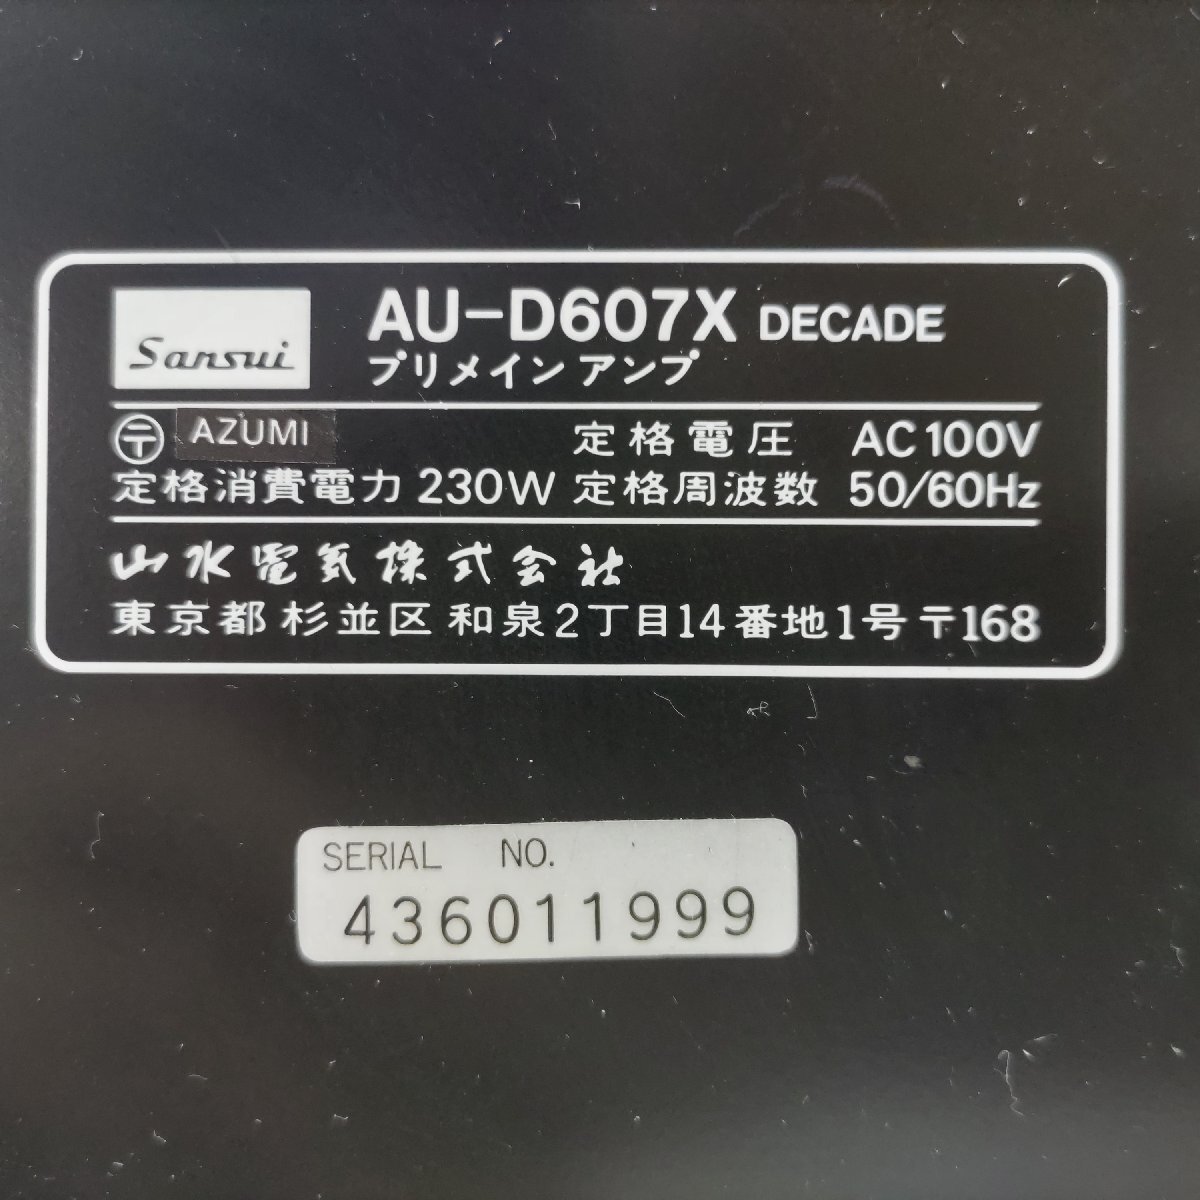 Sansui
AU-D607X DECADE
プリメインアンプ
〒 AZUMI 定格電圧 AC100V
定格消費電力 230W 定格周波数 50/60Hz
山水電気株式会社
東京都杉並区和泉2丁目14番地1号 〒168
SERIAL NO.
436011999